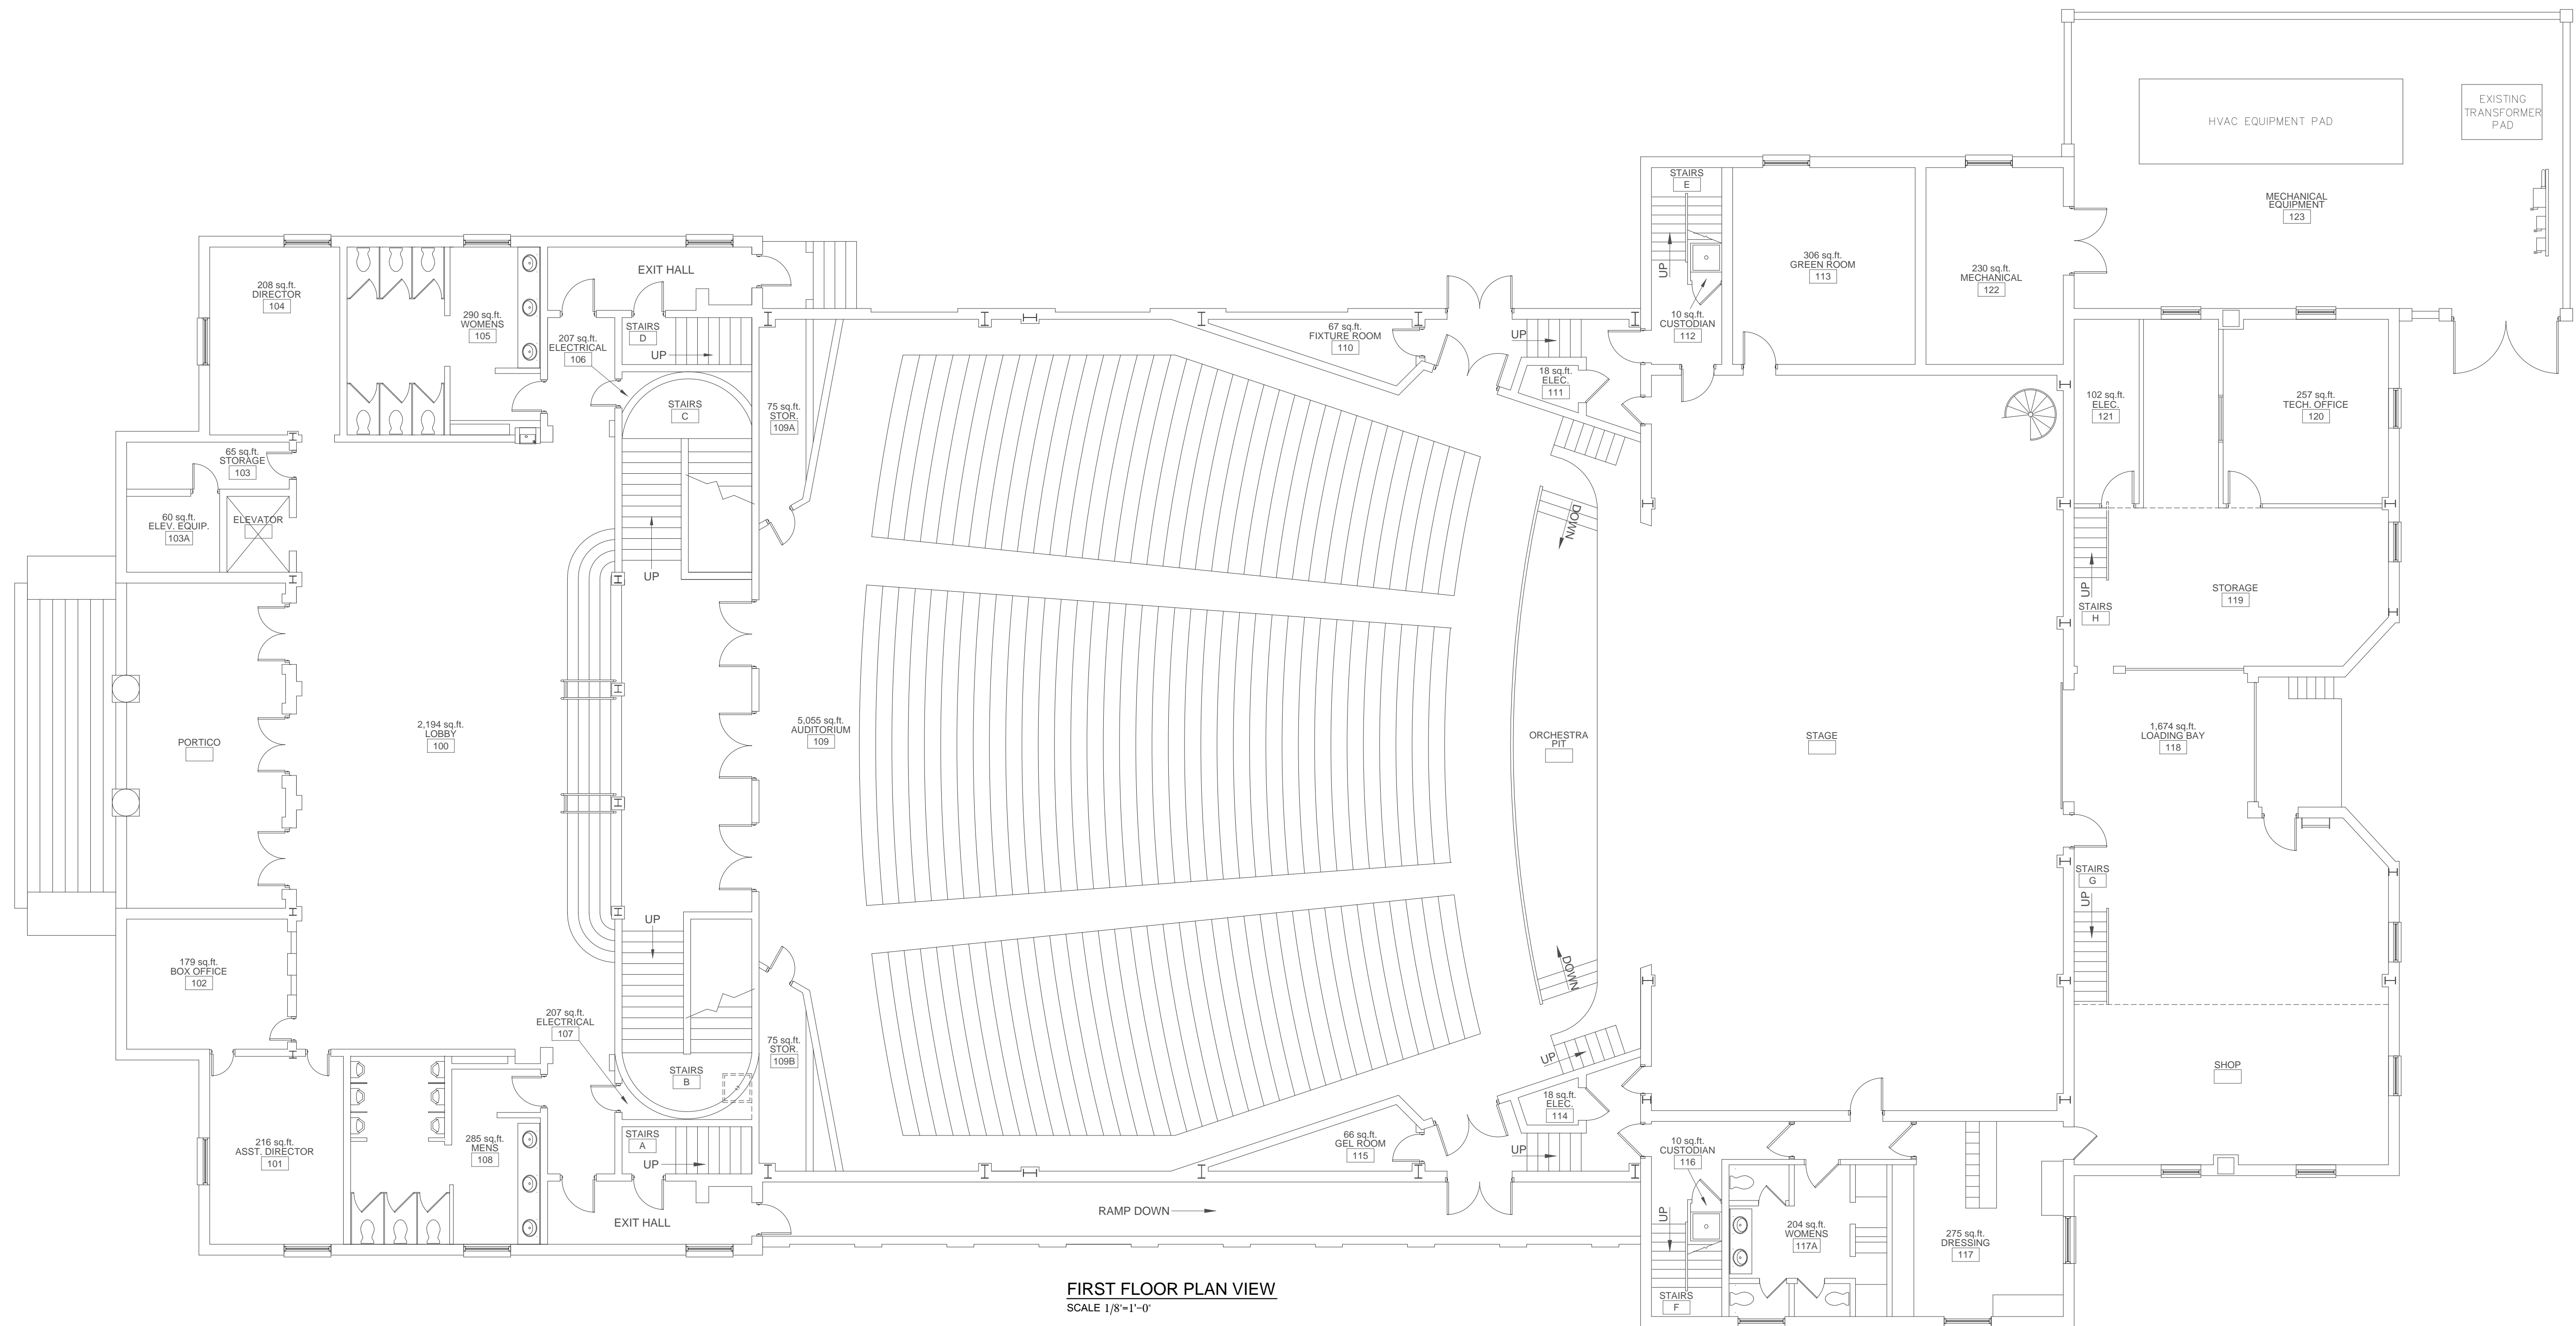 EXISTING
TRANSFORMER
PAD
HVAC EQUIPMENT PAD
MECHANICAL
EQUIPMENT
123
STAIRS
E
UP
10 sq.ft.
CUSTODIAN
112
306 sq.ft.
GREEN ROOM
113
230 sq.ft.
MECHANICAL
122
208 sq.ft.
DIRECTOR
104
290 sq.ft.
WOMENS
105
EXIT HALL
207 sq.ft.
ELECTRICAL
106
STAIRS
D
UP
STAIRS
C
UP
75 sq.ft.
STOR.
109A
67 sq.ft.
FIXTURE ROOM
110
UP
18 sq.ft.
ELEC.
111
102 sq.ft.
ELEC.
121
257 sq.ft.
TECH. OFFICE
120
65 sq.ft.
STORAGE
103
60 sq.ft.
ELEV. EQUIP.
103A
ELEVATOR
DOWN
UP
STAIRS
H
STORAGE
119
PORTICO
2,194 sq.ft.
LOBBY
100
5,055 sq.ft.
AUDITORIUM
109
ORCHESTRA
PIT
STAGE
1,674 sq.ft.
LOADING BAY
118
STAIRS
G
UP
179 sq.ft.
BOX OFFICE
102
UP
DOWN
207 sq.ft.
ELECTRICAL
107
STAIRS
B
75 sq.ft.
STOR.
109B
UP
SHOP
216 sq.ft.
ASST. DIRECTOR
101
285 sq.ft.
MENS
108
STAIRS
A
UP
66 sq.ft.
GEL ROOM
115
18 sq.ft.
ELEC.
114
UP
10 sq.ft.
CUSTODIAN
116
EXIT HALL
RAMP DOWN
UP
STAIRS
F
204 sq.ft.
WOMENS
117A
275 sq.ft.
DRESSING
117
FIRST FLOOR PLAN VIEW
SCALE 1/8"=1'-0"